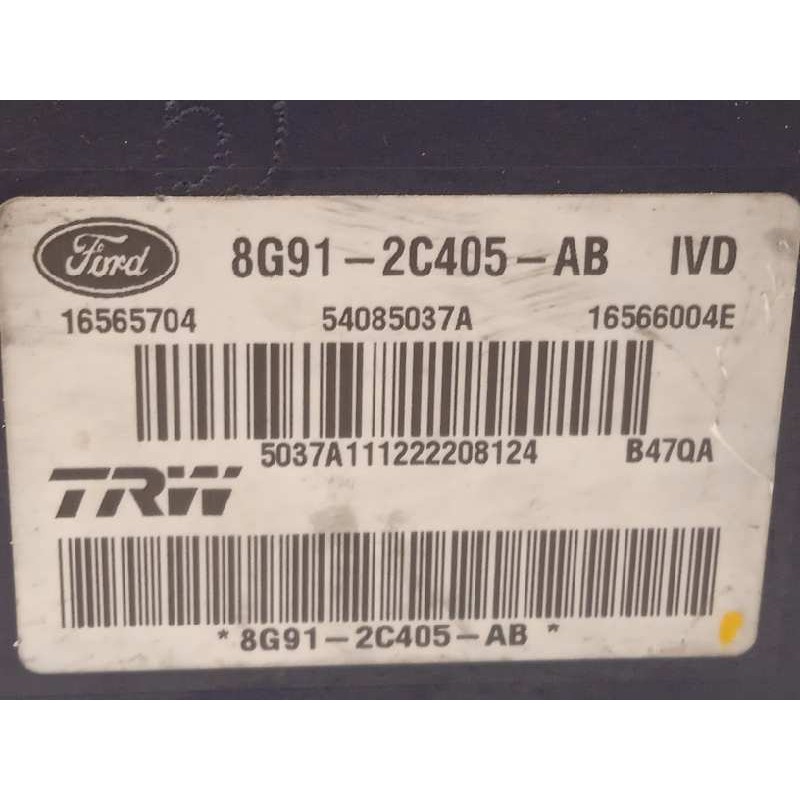 Ford 8G91-2C405-AB IVD
16565704 54085037A 16566004E
5037A111222208124 B47QA
TRW
*8G91-2C405-AB*